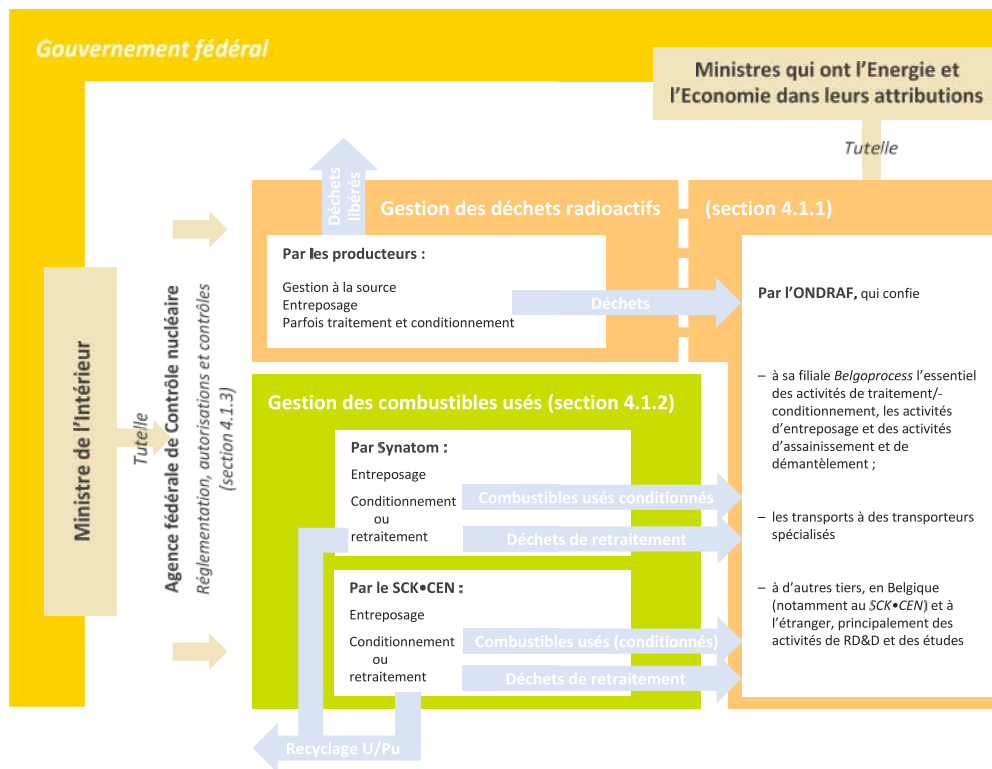 Gouvernement fédéral
Ministres qui ont l'Energie et
l'Economie dans leurs attributions
Tutelle
Ministre de l'Intérieur
Tutelle
Agence fédérale de Contrôle nucléaire
Réglementation, autorisations et contrôles
(section 4.1.3)
Déchets
libérés
Gestion des déchets radioactifs (section 4.1.1)
Par les producteurs :
Gestion à la source
Entreposage
Parfois traitement et conditionnement
Déchets
Gestion des combustibles usés (section 4.1.2)
Par Synatom :
Entreposage
Conditionnement
ou
retraitement
Combustibles usés conditionnés
Déchets de retraitement
Par le SCK•CEN :
Entreposage
Conditionnement
ou
retraitement
Combustibles usés (conditionnés)
Déchets de retraitement
Recyclage U/Pu
Par l'ONDRAF, qui confie
– à sa filiale Belgoprocess l'essentiel
des activités de traitement/-
conditionnement, les activités
d'entreposage et des activités
d'assainissement et de
démantèlement ;
– les transports à des transporteurs
spécialisés
– à d'autres tiers, en Belgique
(notamment au SCK•CEN) et à
l'étranger, principalement des
activités de RD&D et des études